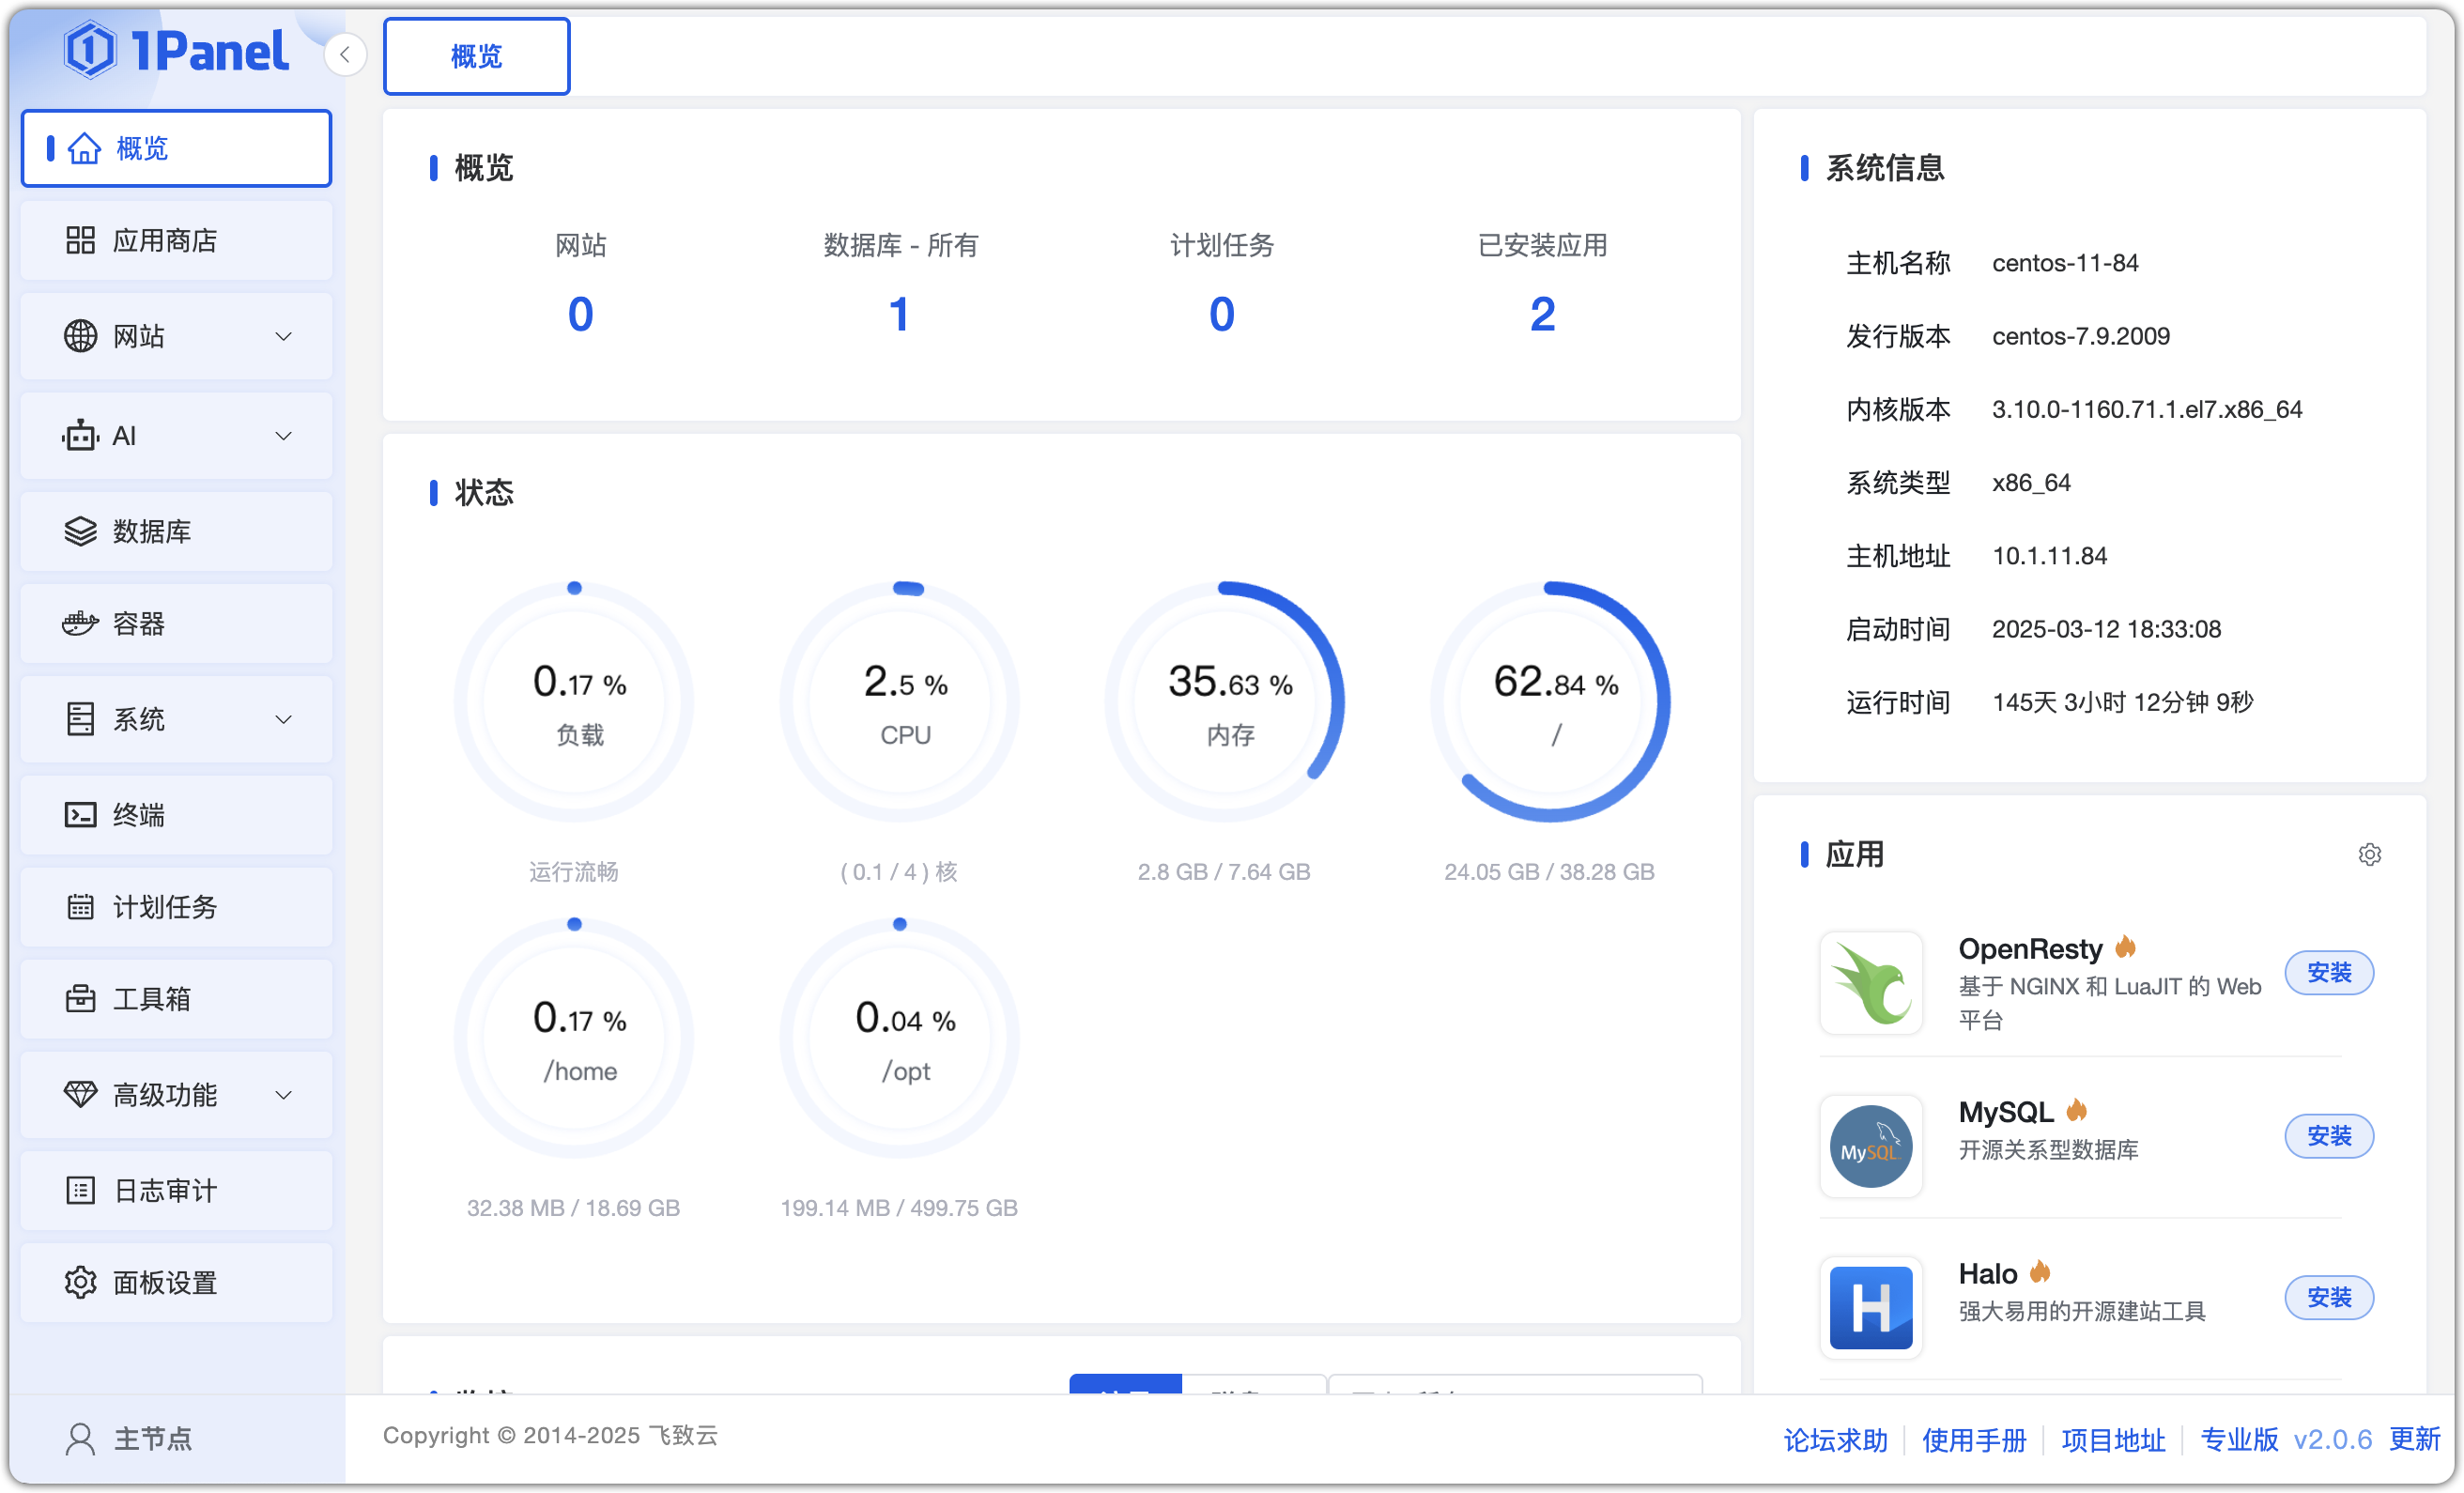 1Panel
概览
概览
应用商店
网站
AI
数据库
容器
系统
终端
计划任务
工具箱
高级功能
日志审计
面板设置
主节点
概览
网站
0
数据库 - 所有
1
计划任务
0
已安装应用
2
状态
0.17 %
负载
运行流畅
2.5 %
CPU
( 0.1 / 4 ) 核
35.63 %
内存
2.8 GB / 7.64 GB
62.84 %
/
24.05 GB / 38.28 GB
0.17 %
/home
32.38 MB / 18.69 GB
0.04 %
/opt
199.14 MB / 499.75 GB
系统信息
主机名称 centos-11-84
发行版本 centos-7.9.2009
内核版本 3.10.0-1160.71.1.el7.x86_64
系统类型 x86_64
主机地址 10.1.11.84
启动时间 2025-03-12 18:33:08
运行时间 145天 3小时 12分钟 9秒
应用
OpenResty
基于 NGINX 和 LuaJIT 的 Web
平台
安装
MySQL
MySQL
开源关系型数据库
安装
Halo
强大易用的开源建站工具
安装
Copyright © 2014-2025 飞致云
论坛求助 使用手册 项目地址 专业版 v2.0.6 更新